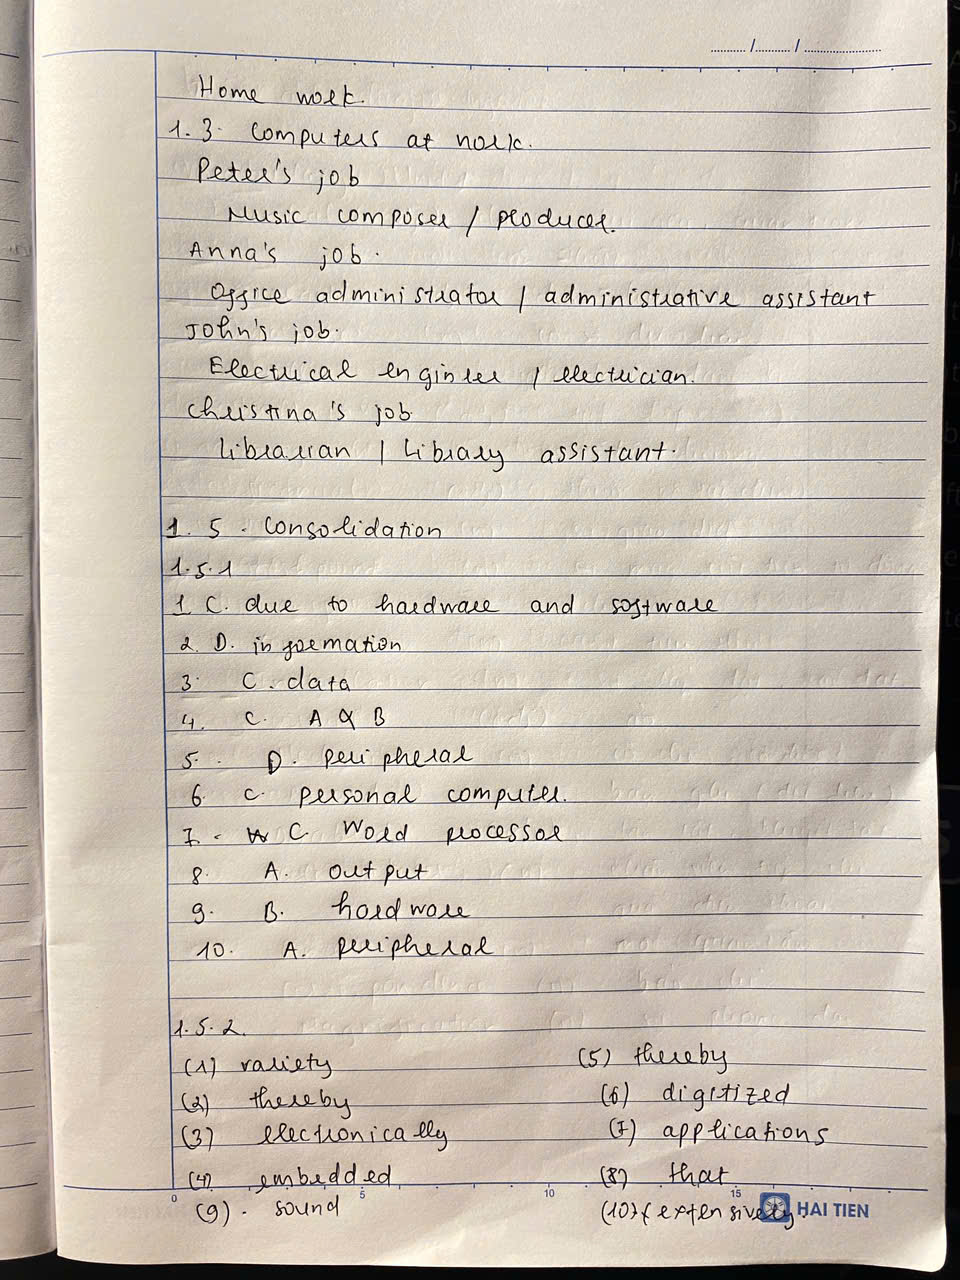 ....../....../..............
Home work.
1.3. Computers at work.
Peter's job
Music composer / producer.
Anna's job.
Office administrator / administrative assistant
John's job.
Electrical engineer / electrician.
Christina's job
Librarian / Library assistant.
1.5. Consolidation
1.5.1
1 C. due to hardware and software
2. D. information
3. C. data
4. C. A & B
5. D. peripheral
6 C. personal computer.
7. C. Word processor
8. A. output
9. B. hardware
10. A. peripheral
1.5.2.
(1) variety (5) thereby
(2) thereby (6) digitized
(3) electronically (7) applications
(4) embedded (8) that
0 5 10 15
(9). sound (10) extensively.
HAI TIEN